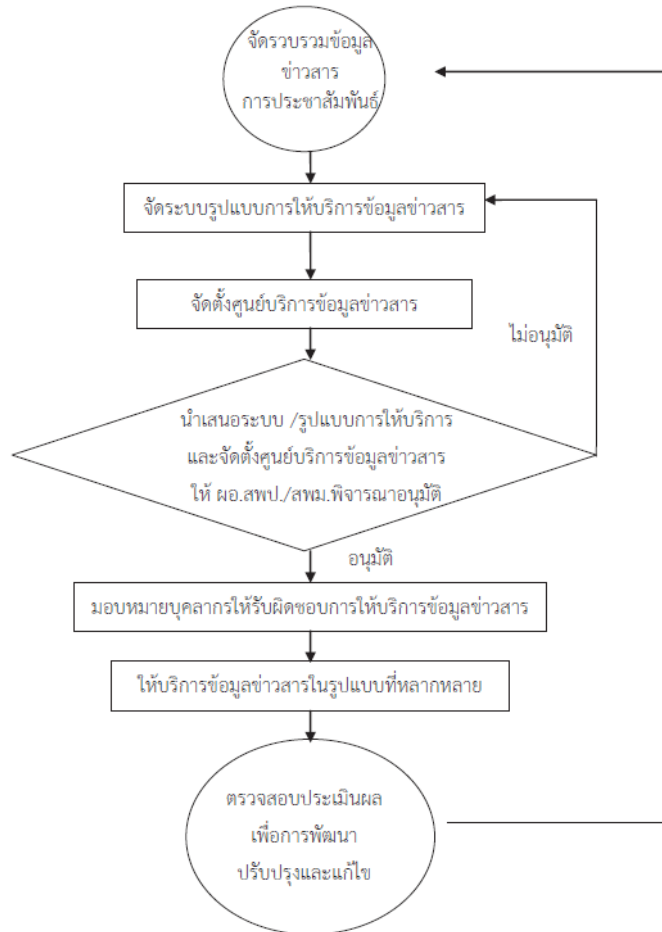 จัดรวบรวมข้อมูล
ข่าวสาร
การประชาสัมพันธ์
จัดระบบรูปแบบการให้บริการข้อมูลข่าวสาร
จัดตั้งศูนย์บริการข้อมูลข่าวสาร
ไม่อนุมัติ
นำเสนอระบบ /รูปแบบการให้บริการ
และจัดตั้งศูนย์บริการข้อมูลข่าวสาร
ให้ ผอ.สพป./สพม.พิจารณาอนุมัติ
อนุมัติ
มอบหมายบุคลากรให้รับผิดชอบการให้บริการข้อมูลข่าวสาร
ให้บริการข้อมูลข่าวสารในรูปแบบที่หลากหลาย
ตรวจสอบประเมินผล
เพื่อการพัฒนา
ปรับปรุงและแก้ไข